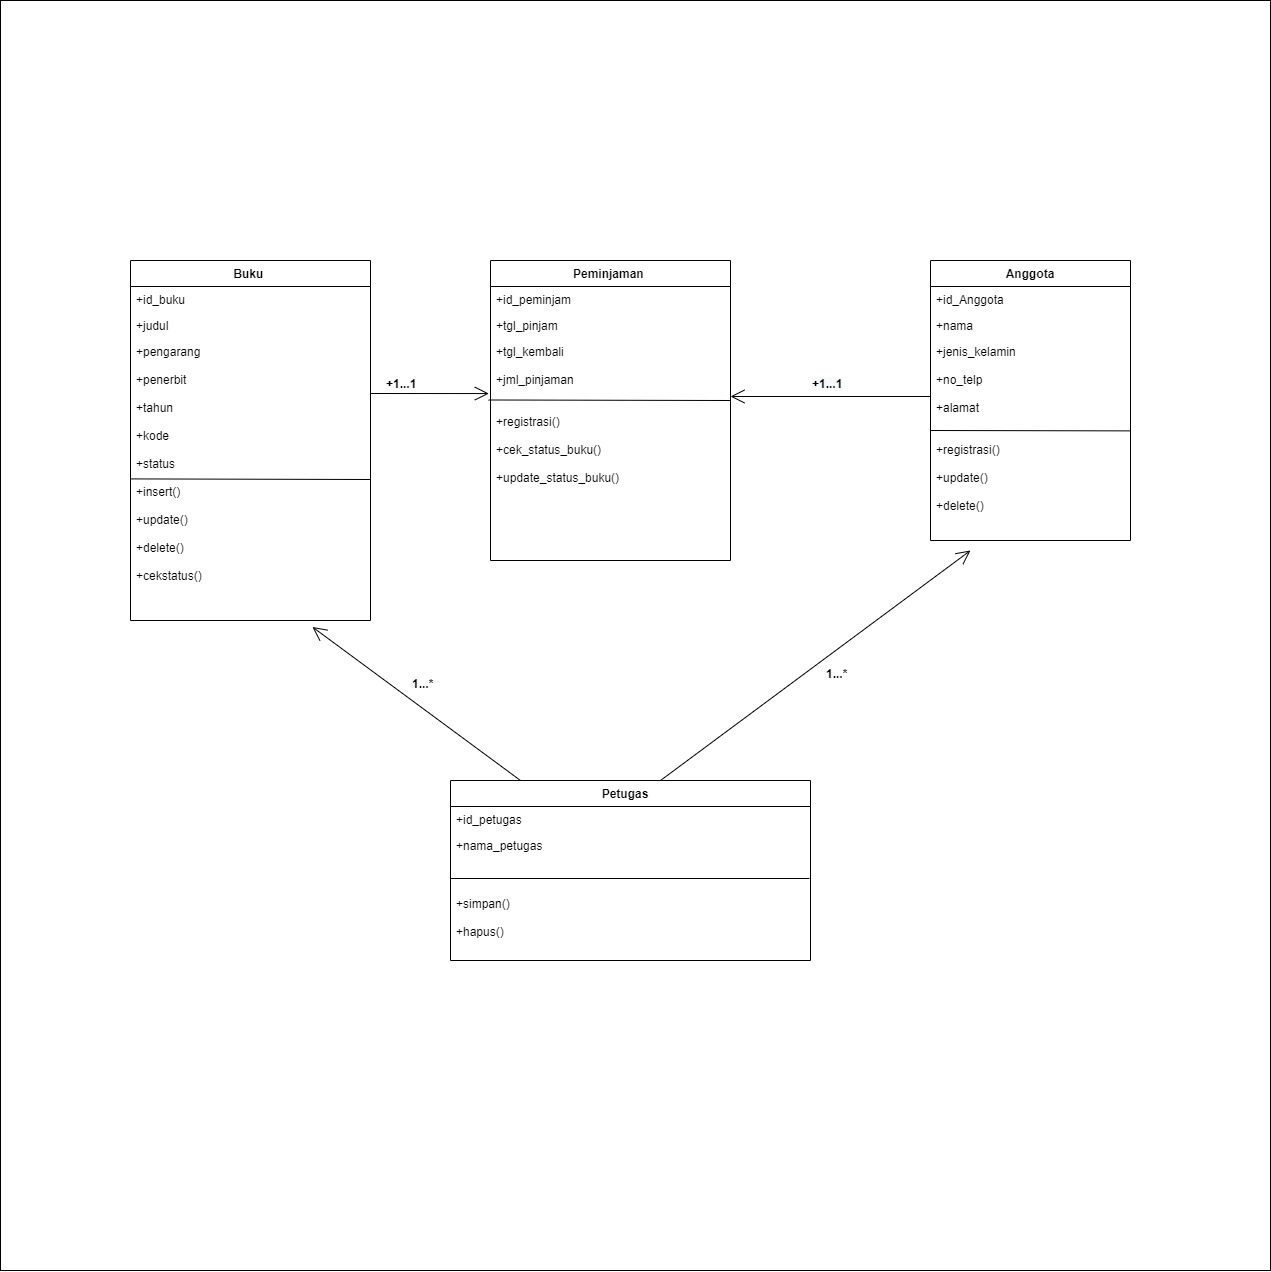 Buku
+id_buku
+judul
+pengarang
+penerbit
+tahun
+kode
+status
+insert()
+update()
+delete()
+cekstatus()
+1...1
Peminjaman
+id_peminjam
+tgl_pinjam
+tgl_kembali
+jml_pinjaman
+registrasi()
+cek_status_buku()
+update_status_buku()
+1...1
Anggota
+id_Anggota
+nama
+jenis_kelamin
+no_telp
+alamat
+registrasi()
+update()
+delete()
1...*
1...*
Petugas
+id_petugas
+nama_petugas
+simpan()
+hapus()